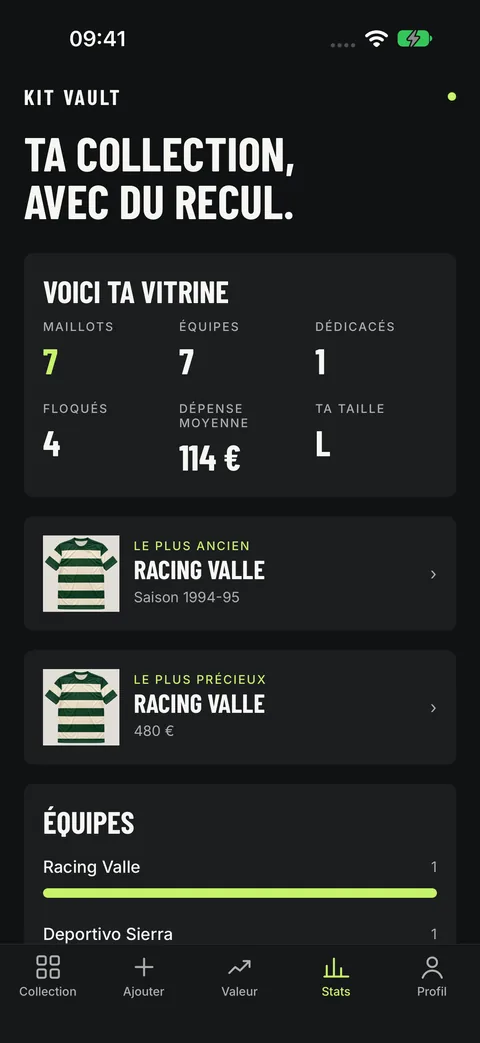 09:41
KIT VAULT
TA COLLECTION,
AVEC DU RECUL.
VOICI TA VITRINE
MAILLOTS
7
ÉQUIPES
7
DÉDICACÉS
1
FLOQUÉS
4
DÉPENSE
MOYENNE
114 €
TA TAILLE
L
LE PLUS ANCIEN
RACING VALLE
Saison 1994-95
LE PLUS PRÉCIEUX
RACING VALLE
480 €
ÉQUIPES
Racing Valle 1
Deportivo Sierra 1
Collection
Ajouter
Valeur
Stats
Profil